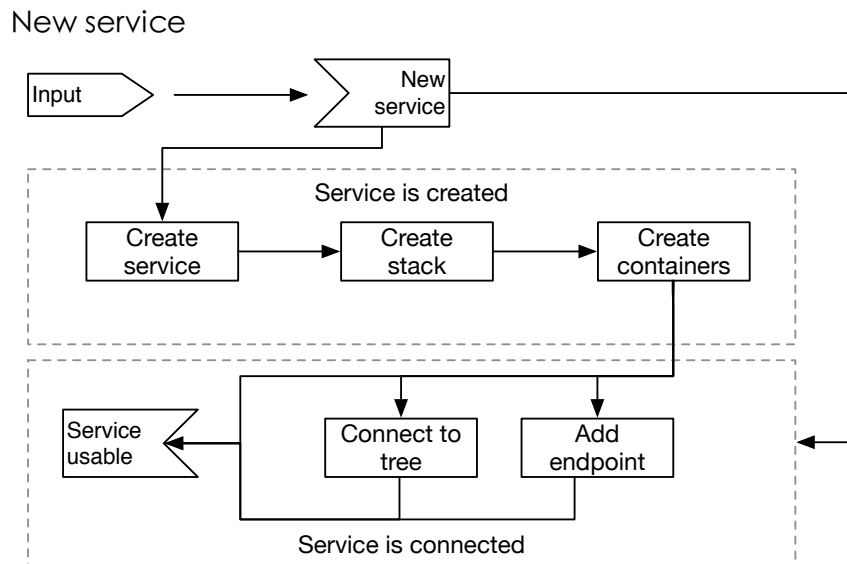 New service
Input
New
service
Service is created
Create
service
Create
stack
Create
containers
Service
usable
Connect to
tree
Add
endpoint
Service is connected